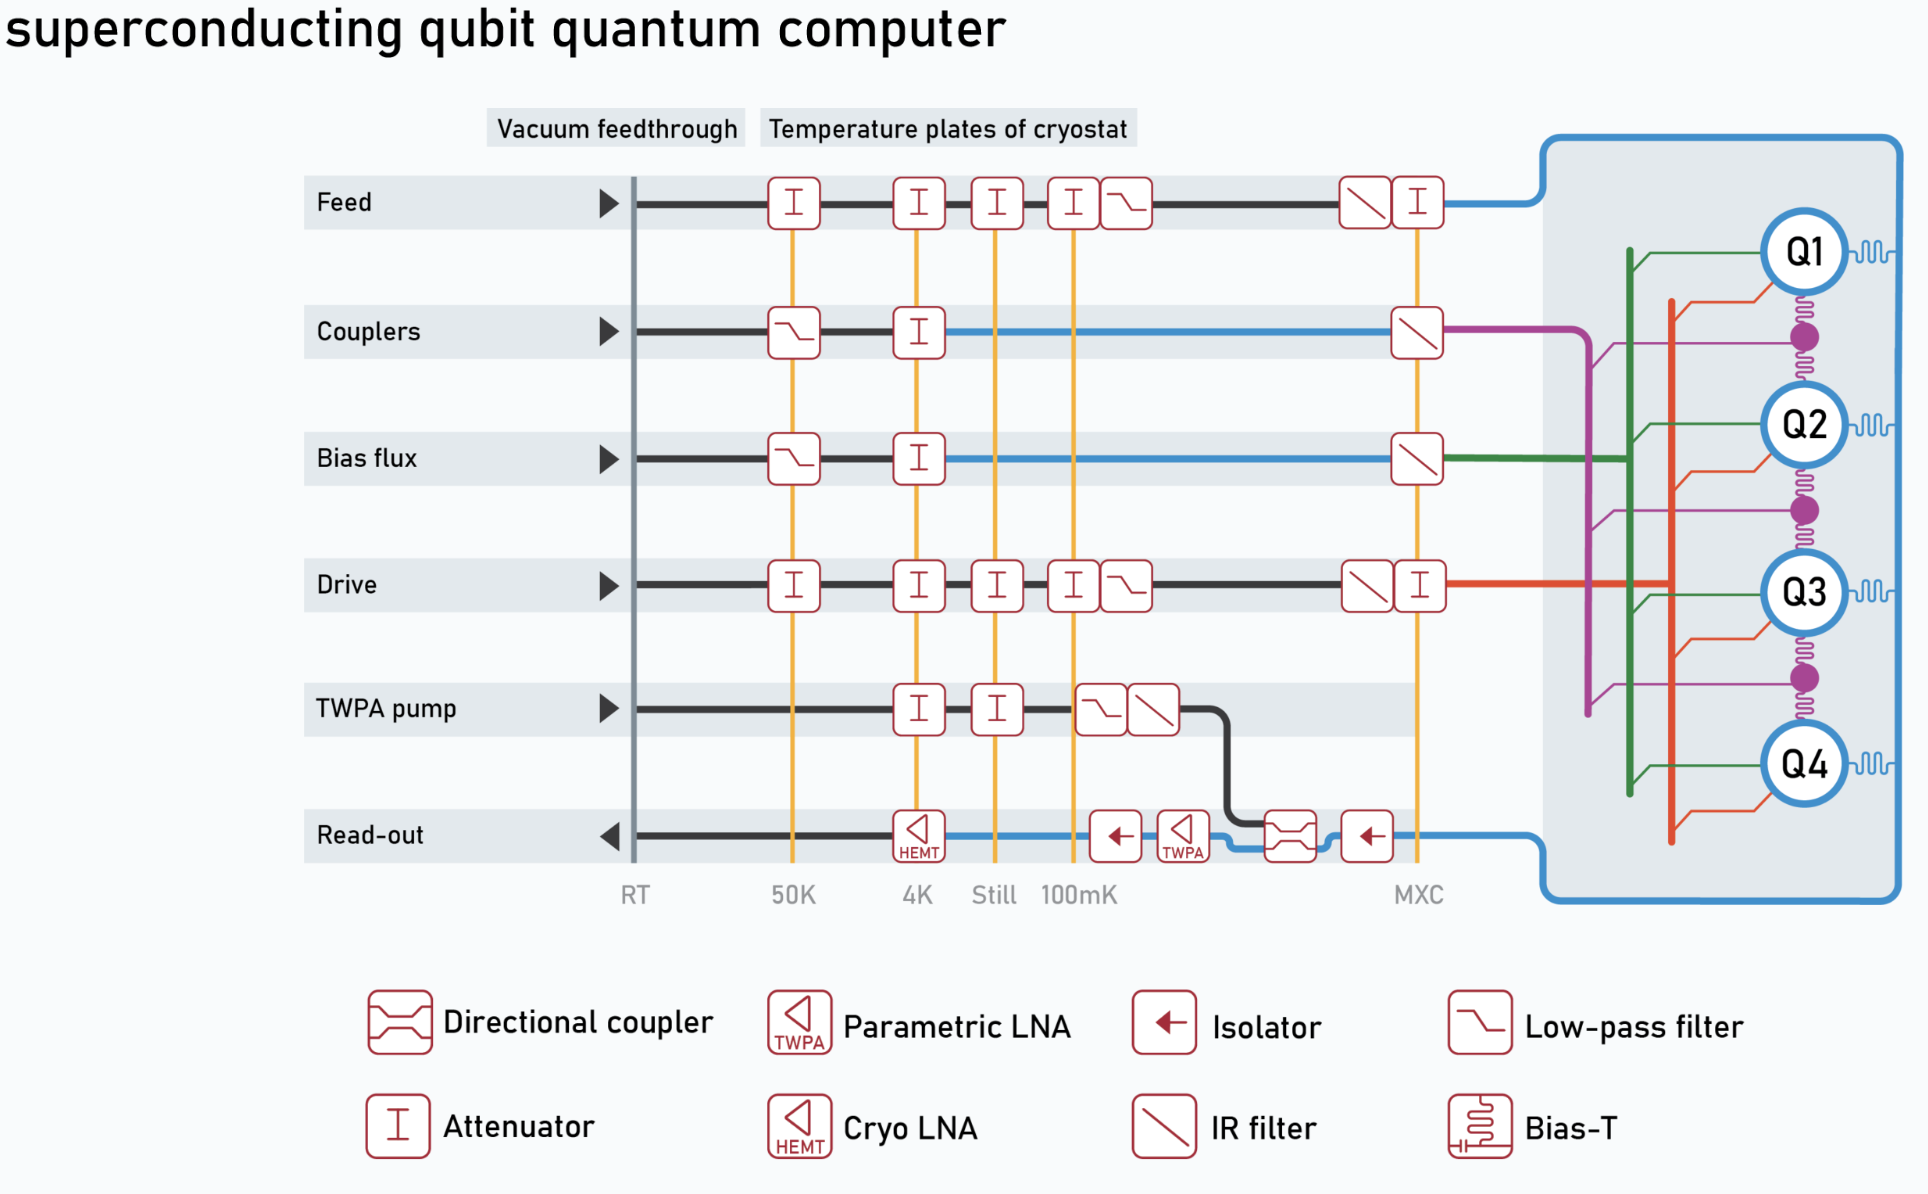 superconducting qubit quantum computer
Vacuum feedthrough
Temperature plates of cryostat
Feed
Couplers
Bias flux
Drive
TWPA pump
Read-out
HEMT
TWPA
Q1
Q2
Q3
Q4
RT
50K
4K
Still
100mK
MXC
Directional coupler
TWPA
Parametric LNA
Isolator
Low-pass filter
Attenuator
HEMT
Cryo LNA
IR filter
Bias-T